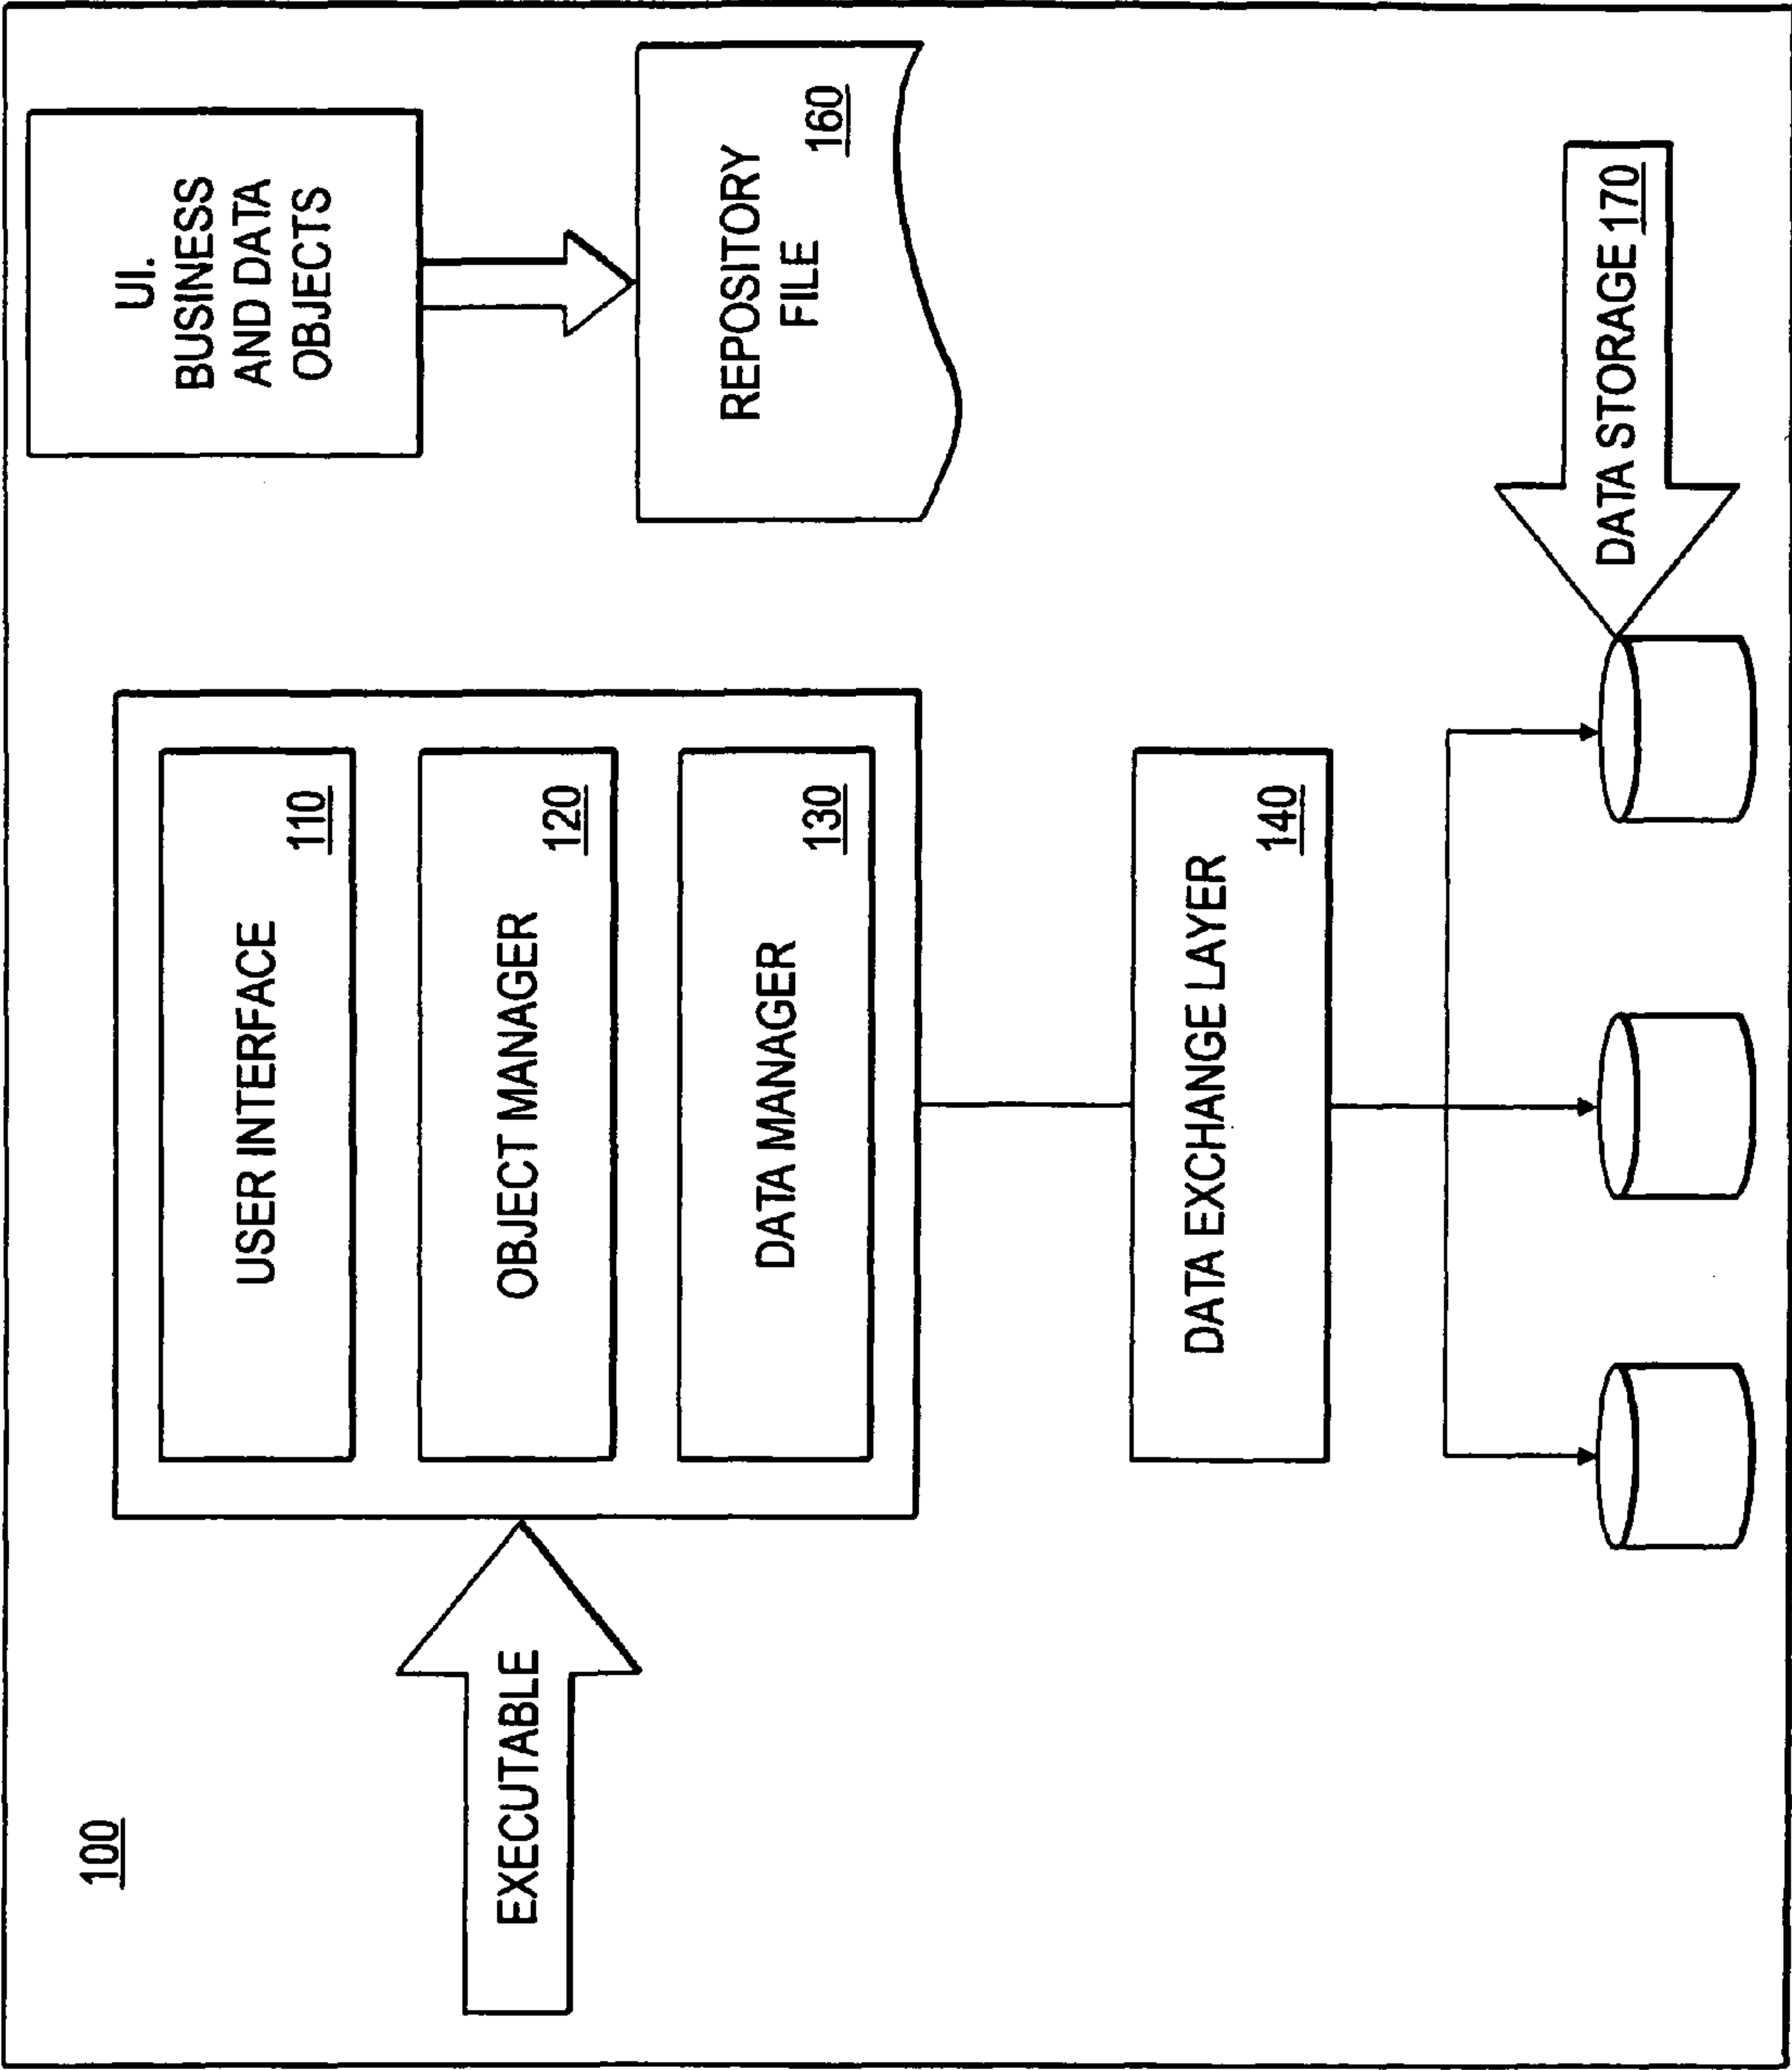 100
EXECUTABLE
USER INTERFACE
110
OBJECT MANAGER
120
DATA MANAGER
130
DATA EXCHANGE LAYER
140
UI.
BUSINESS
AND DATA
OBJECTS
REPOSITORY
FILE
160
DATA STORAGE 170